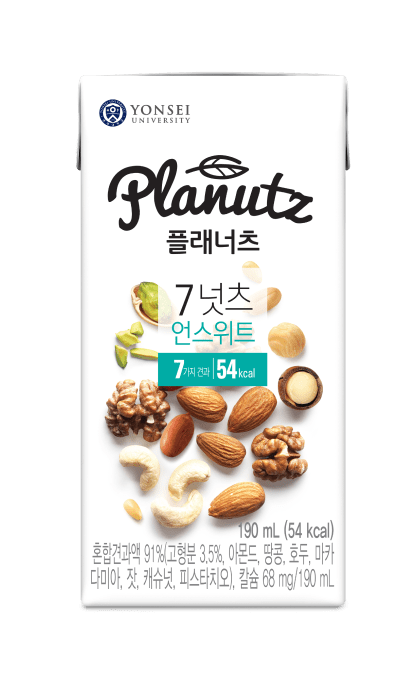 YONSEI
UNIVERSITY
Planutz
플래너츠
7 넛츠
언스위트
7가지 견과 54kcal
190 mL (54 kcal)
혼합견과액 91%(고형분 3.5%, 아몬드, 땅콩, 호두, 마카
다미아, 잣, 캐슈넛, 피스타치오), 칼슘 68 mg/190 mL